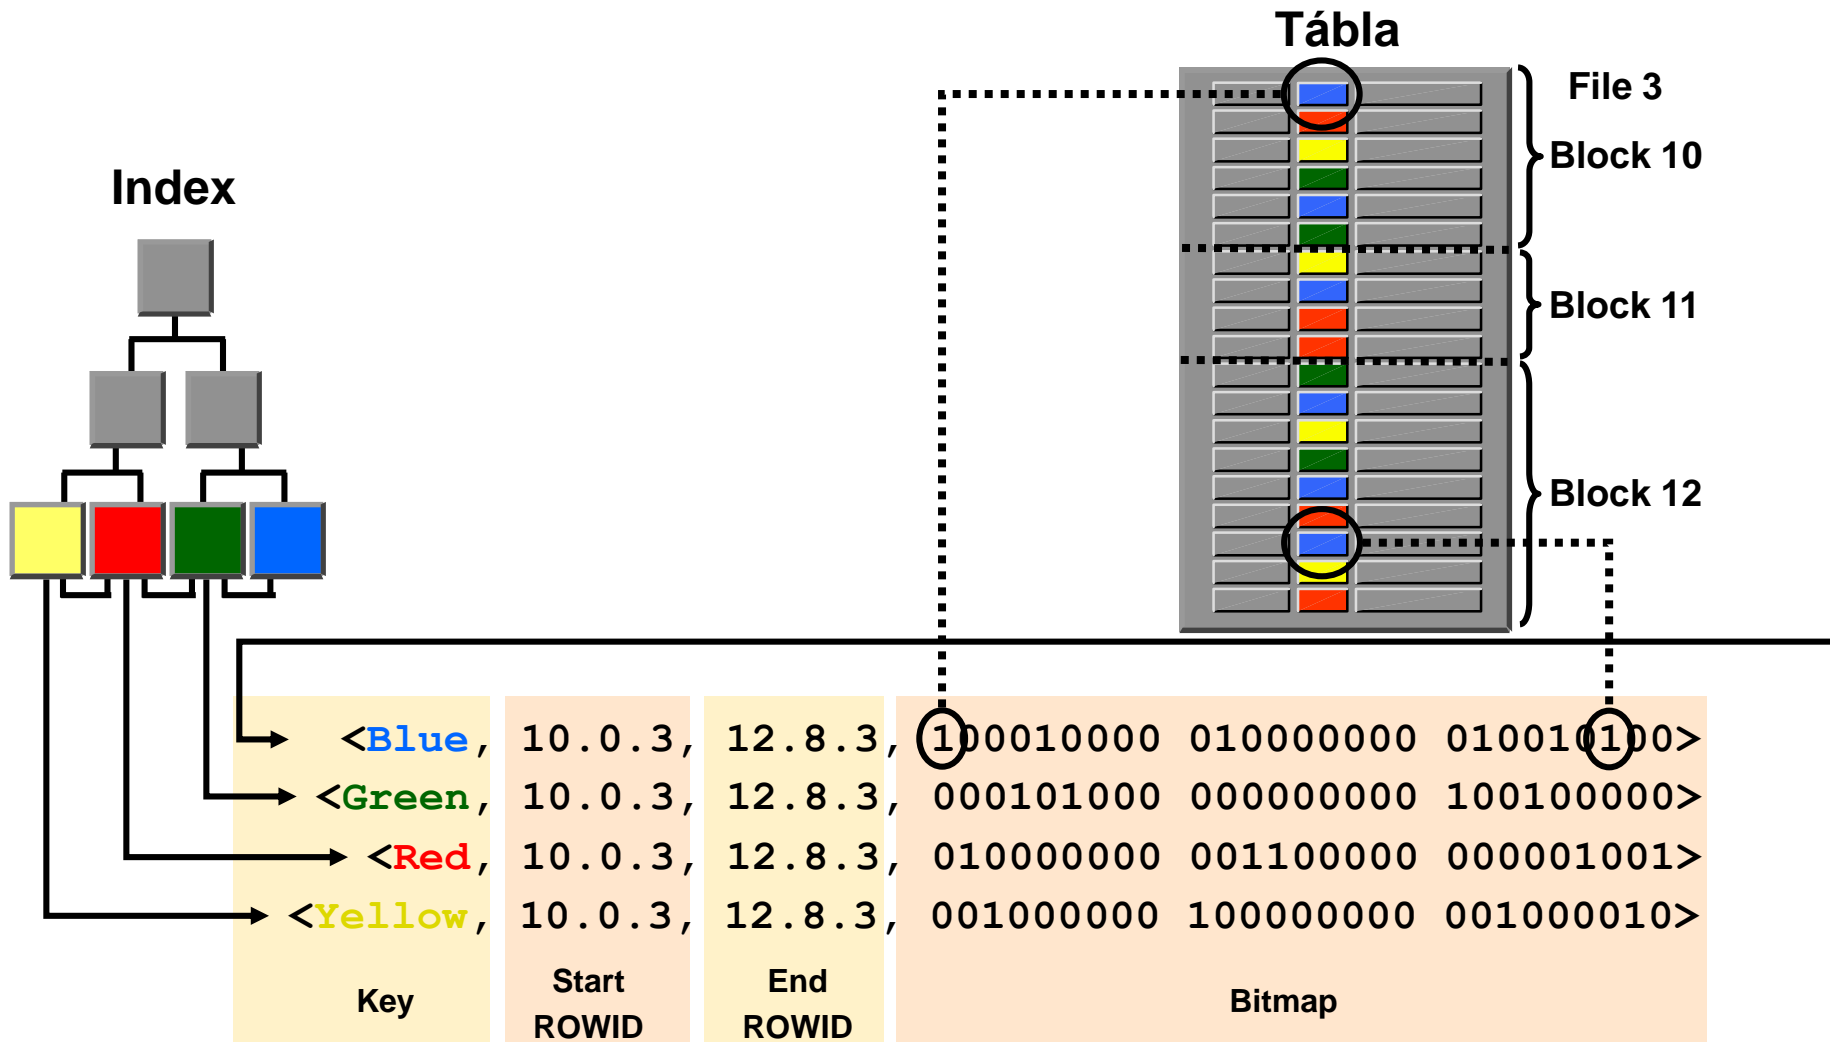 Tábla
File 3
Block 10
Index
Block 11
Block 12
<Blue, 10.0.3, 12.8.3, 100010000 010000000 010010100>
<Green, 10.0.3, 12.8.3, 000101000 000000000 100100000>
<Red, 10.0.3, 12.8.3, 010000000 001100000 000001001>
<Yellow, 10.0.3, 12.8.3, 001000000 100000000 001000010>
Key
Start
ROWID
End
ROWID
Bitmap